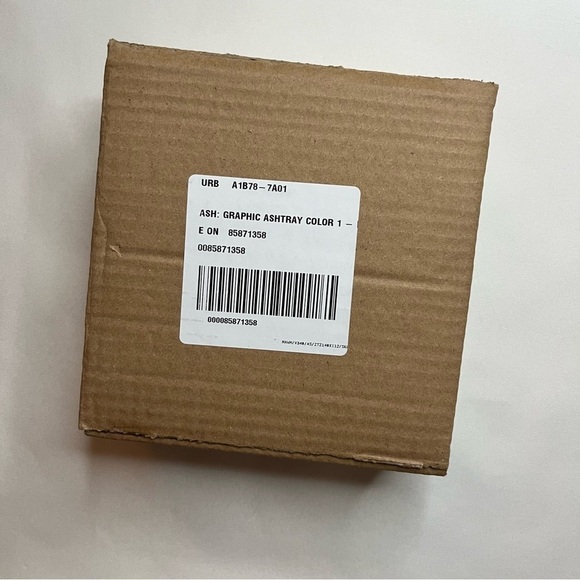 URB A1B78-7A01
ASH: GRAPHIC ASHTRAY COLOR 1 -
E ON 85871358
0085871358
000085871358